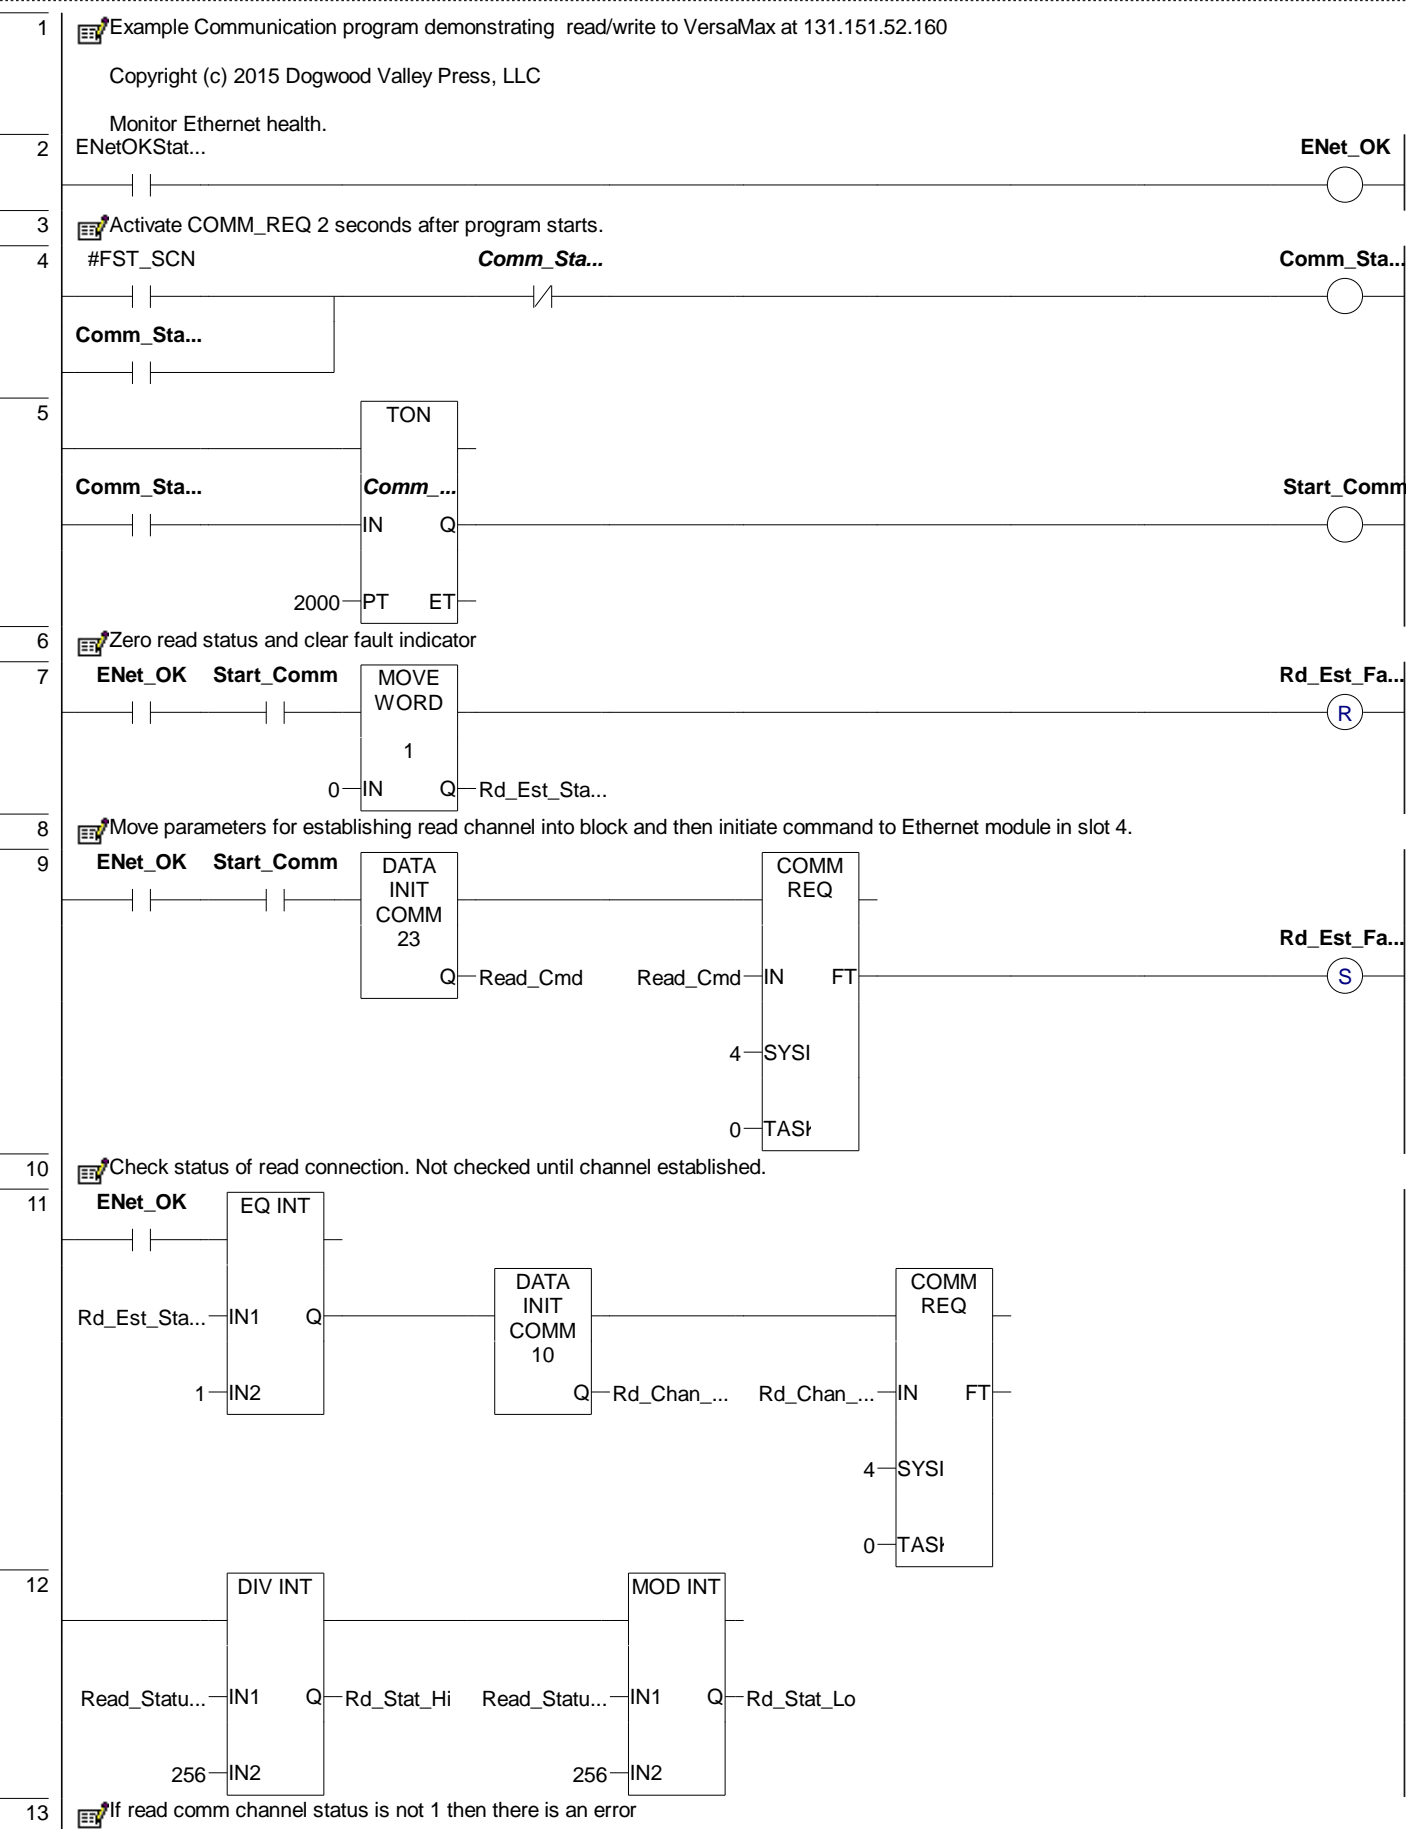 1 Example Communication program demonstrating read/write to VersaMax at 131.151.52.160
Copyright (c) 2015 Dogwood Valley Press, LLC
Monitor Ethernet health.
2 ENetOKStat... ENet_OK
3 Activate COMM_REQ 2 seconds after program starts.
4 #FST_SCN Comm_Sta... Comm_Sta...
Comm_Sta...
5 TON
Comm_Sta... Comm_... Start_Comm
IN Q
2000 PT ET
6 Zero read status and clear fault indicator
7 ENet_OK Start_Comm MOVE Rd_Est_Fa...
WORD
R
1
0 IN Q Rd_Est_Sta...
8 Move parameters for establishing read channel into block and then initiate command to Ethernet module in slot 4.
9 ENet_OK Start_Comm DATA COMM
INIT REQ
COMM
23 Rd_Est_Fa...
Q Read_Cmd Read_Cmd IN FT S
4 SYSI
0 TASK
10 Check status of read connection. Not checked until channel established.
11 ENet_OK EQ INT
DATA COMM
INIT REQ
Rd_Est_Sta... IN1 Q
COMM
10
1 IN2 Q Rd_Chan_... Rd_Chan_... IN FT
4 SYSI
0 TASK
12 DIV INT MOD INT
Read_Statu... IN1 Q Rd_Stat_Hi Read_Statu... IN1 Q Rd_Stat_Lo
256 IN2 256 IN2
13 If read comm channel status is not 1 then there is an error